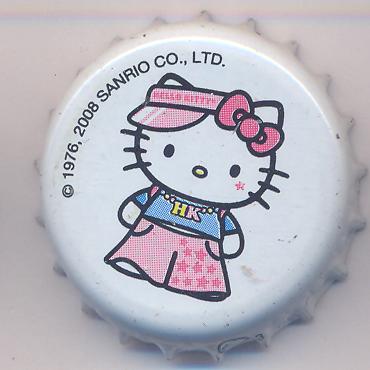 © 1976, 2008 SANRIO CO., LTD.
HELLO KITTY
HK